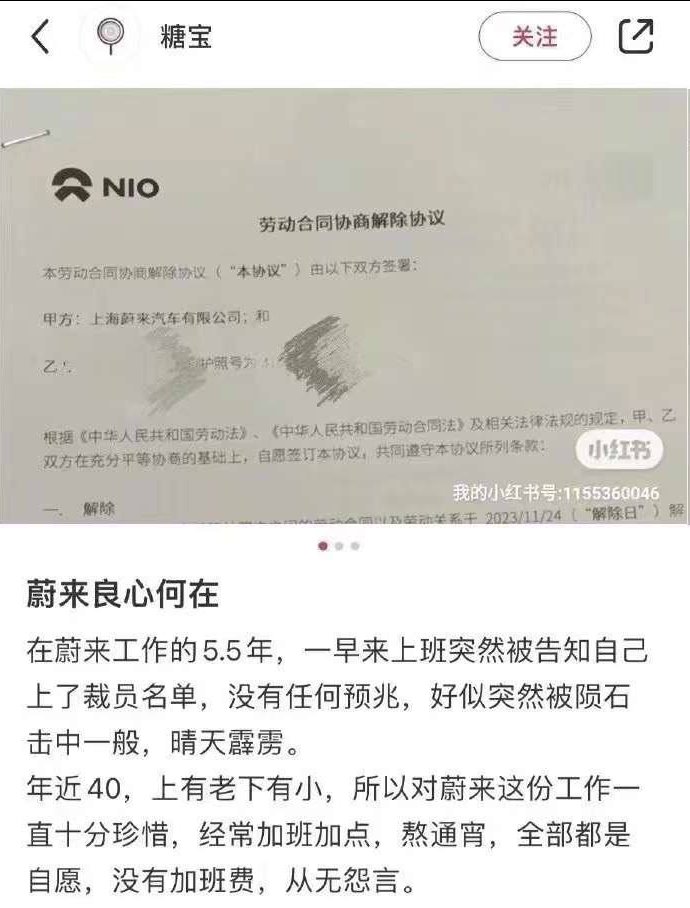 糖宝
关注
NIO
劳动合同协商解除协议
本劳动合同协商解除协议（“本协议”）由以下双方签署：
甲方：上海蔚来汽车有限公司；和
乙 护照号为
根据《中华人民共和国劳动法》、《中华人民共和国劳动合同法》及相关法律法规的规定，甲、乙
双方在充分平等协商的基础上，自愿签订本协议，共同遵守本协议所列条款：
小红书
我的小红书号:1155360046
一. 解除
劳动合同以及劳动关系于 2023/11/24（“解除日”）解
蔚来良心何在
在蔚来工作的5.5年，一早来上班突然被告知自己
上了裁员名单，没有任何预兆，好似突然被陨石
击中一般，晴天霹雳。
年近40，上有老下有小，所以对蔚来这份工作一
直十分珍惜，经常加班加点，熬通宵，全部都是
自愿，没有加班费，从无怨言。